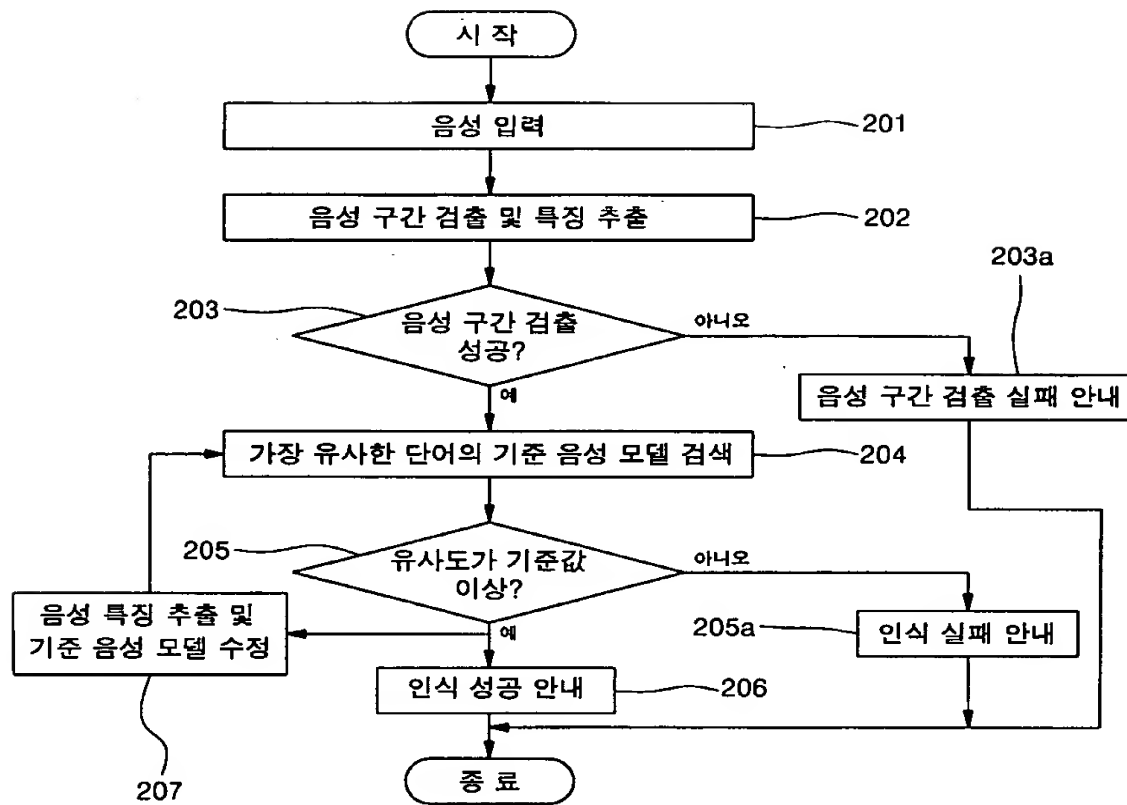 시 작
음성 입력
201
음성 구간 검출 및 특징 추출
202
203a
203
음성 구간 검출
성공?
아니오
예
음성 구간 검출 실패 안내
가장 유사한 단어의 기준 음성 모델 검색
204
205
유사도가 기준값
이상?
아니오
예
음성 특징 추출 및
기준 음성 모델 수정
205a
인식 실패 안내
인식 성공 안내
206
종 료
207